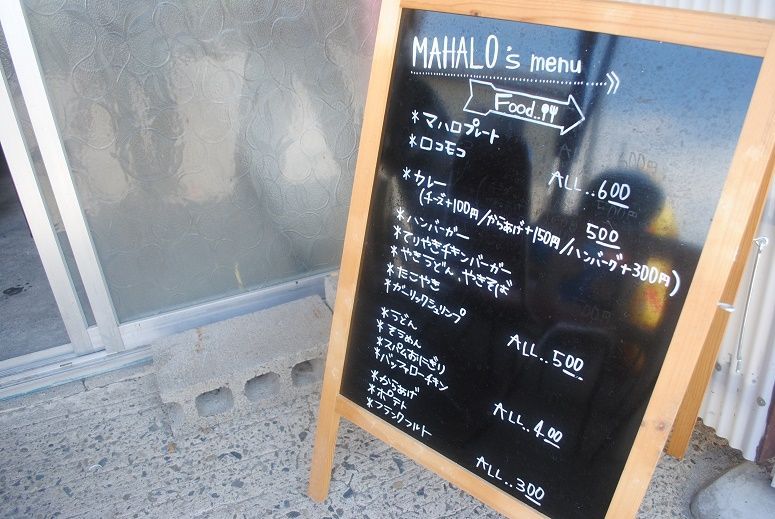 MAHALO's menu
Food..
*マハロプレート
*ロコモコ
ALL..600
*カレー 500
(チーズ+100円/からあげ+150円/ハンバーグ+300円)
*ハンバーガー
*てりやきチキンバーガー
*やきうどん、やきそば
*たこやき
*ガーリックシュリンプ
ALL..500
*うどん
*そうめん
*スパムおにぎり
*バッファローチキン
ALL..400
*からあげ
*ポテト
*フランクフルト
ALL..300